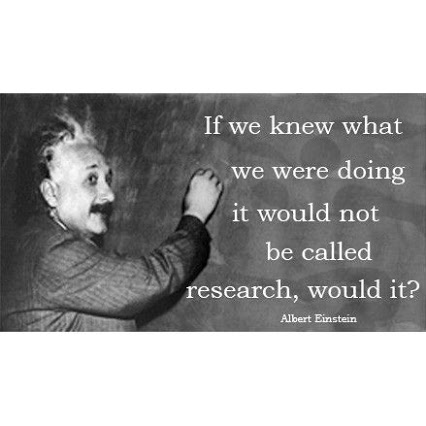 If we knew what
we were doing
it would not
be called
research, would it?
Albert Einstein